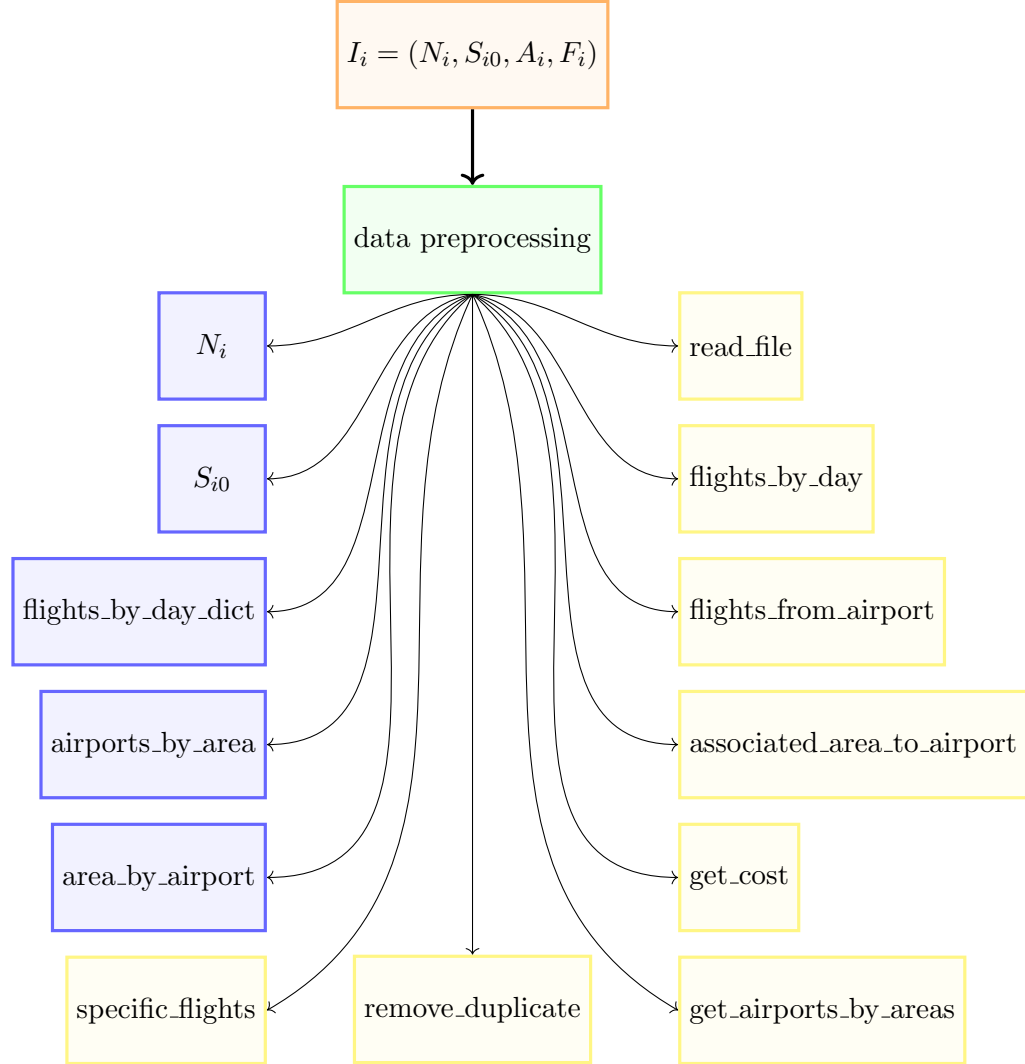 I_i = (N_i, S_{i0}, A_i, F_i)
data preprocessing
N_i
read_file
S_{i0}
flights_by_day
flights_by_day_dict
flights_from_airport
airports_by_area
associated_area_to_airport
area_by_airport
get_cost
specific_flights
remove_duplicate
get_airports_by_areas